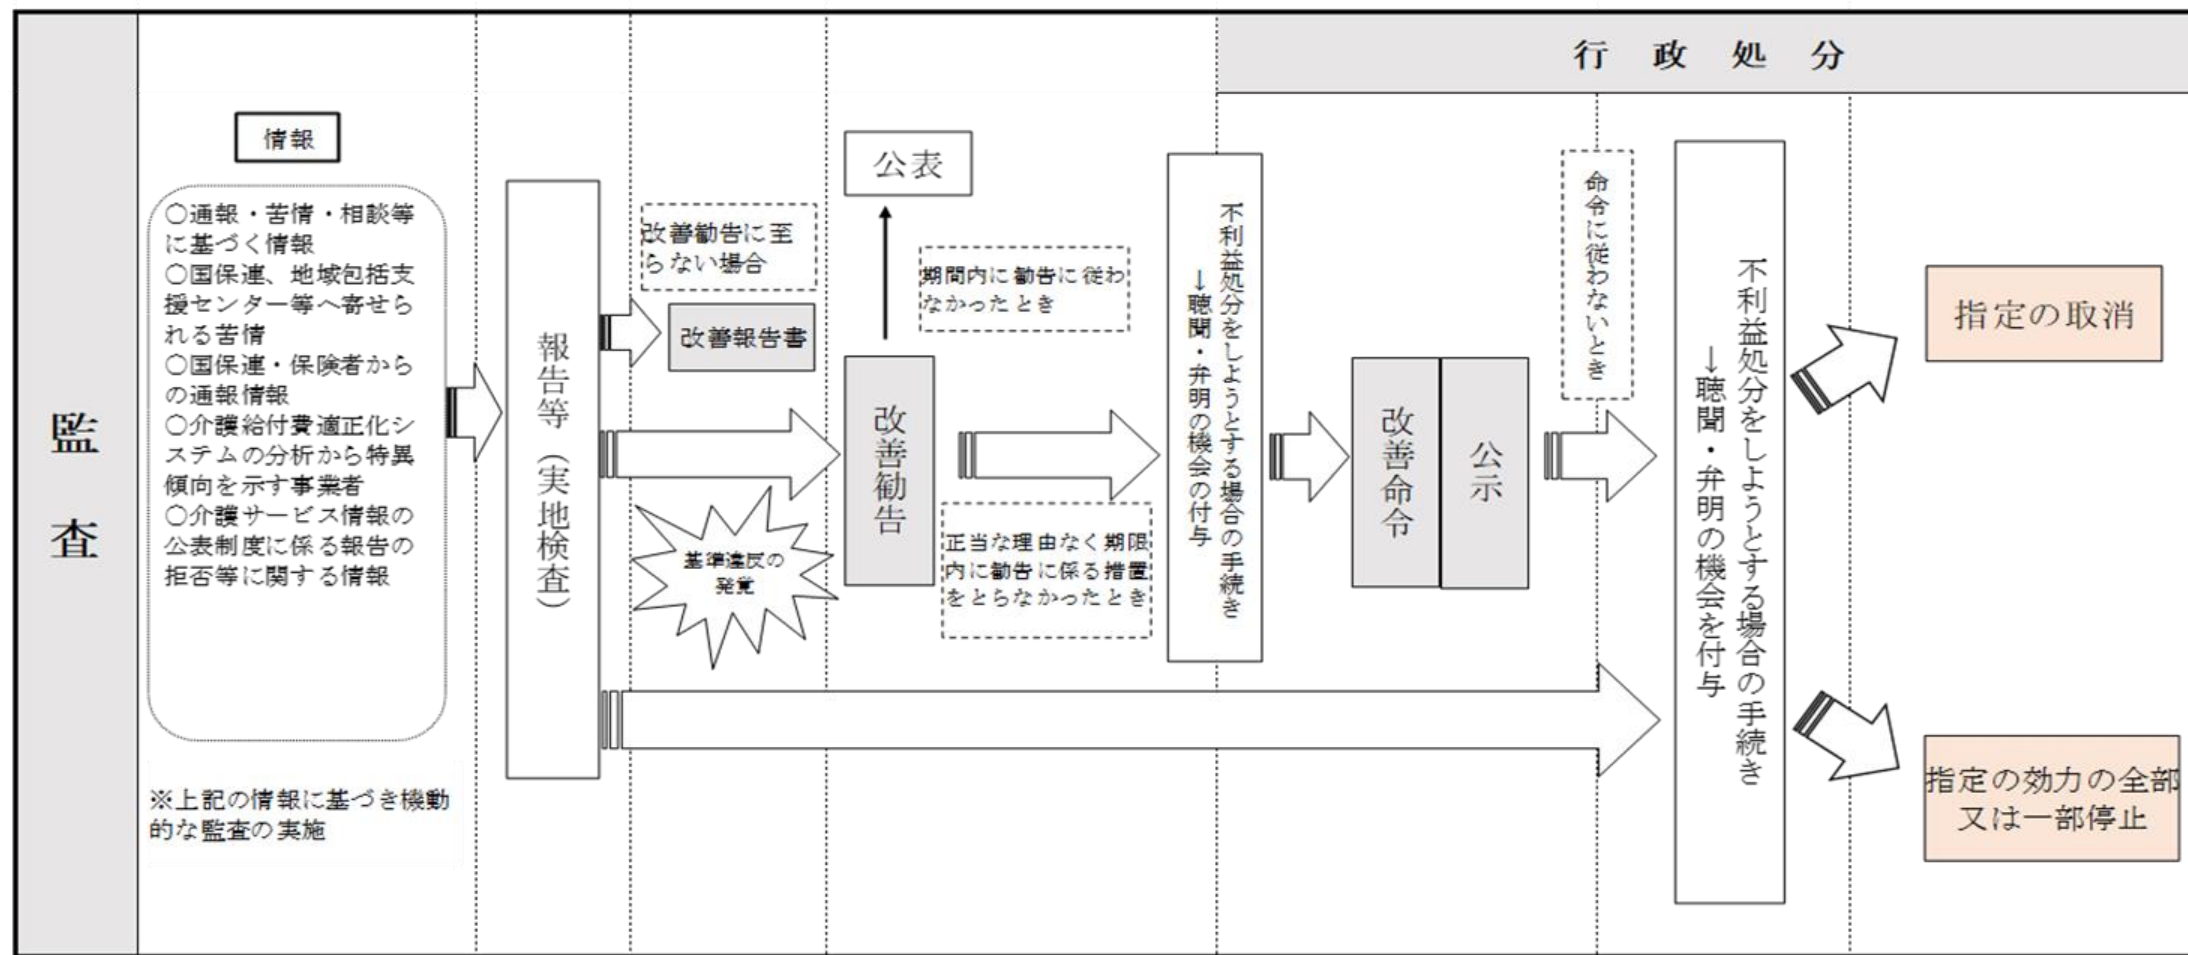 監査
行政処分
情報
○通報・苦情・相談等
に基づく情報
○国保連、地域包括支
援センター等へ寄せら
れる苦情
○国保連・保険者から
の通報情報
○介護給付費適正化シ
ステムの分析から特異
傾向を示す事業者
○介護サービス情報の
公表制度に係る報告の
拒否等に関する情報
※上記の情報に基づき機動
的な監査の実施
報告等（実地検査）
改善勧告に至
らない場合
改善報告書
基準違反の
発覚
公表
改善勧告
期間内に勧告に従わ
なかったとき
正当な理由なく期限
内に勧告に係る措置
をとらなかったとき
不利益処分をしようとする場合の手続き
→聴聞・弁明の機会の付与
改善命令
公示
命令に従わないとき
不利益処分をしようとする場合の手続き
→聴聞・弁明の機会を付与
指定の取消
指定の効力の全部
又は一部停止